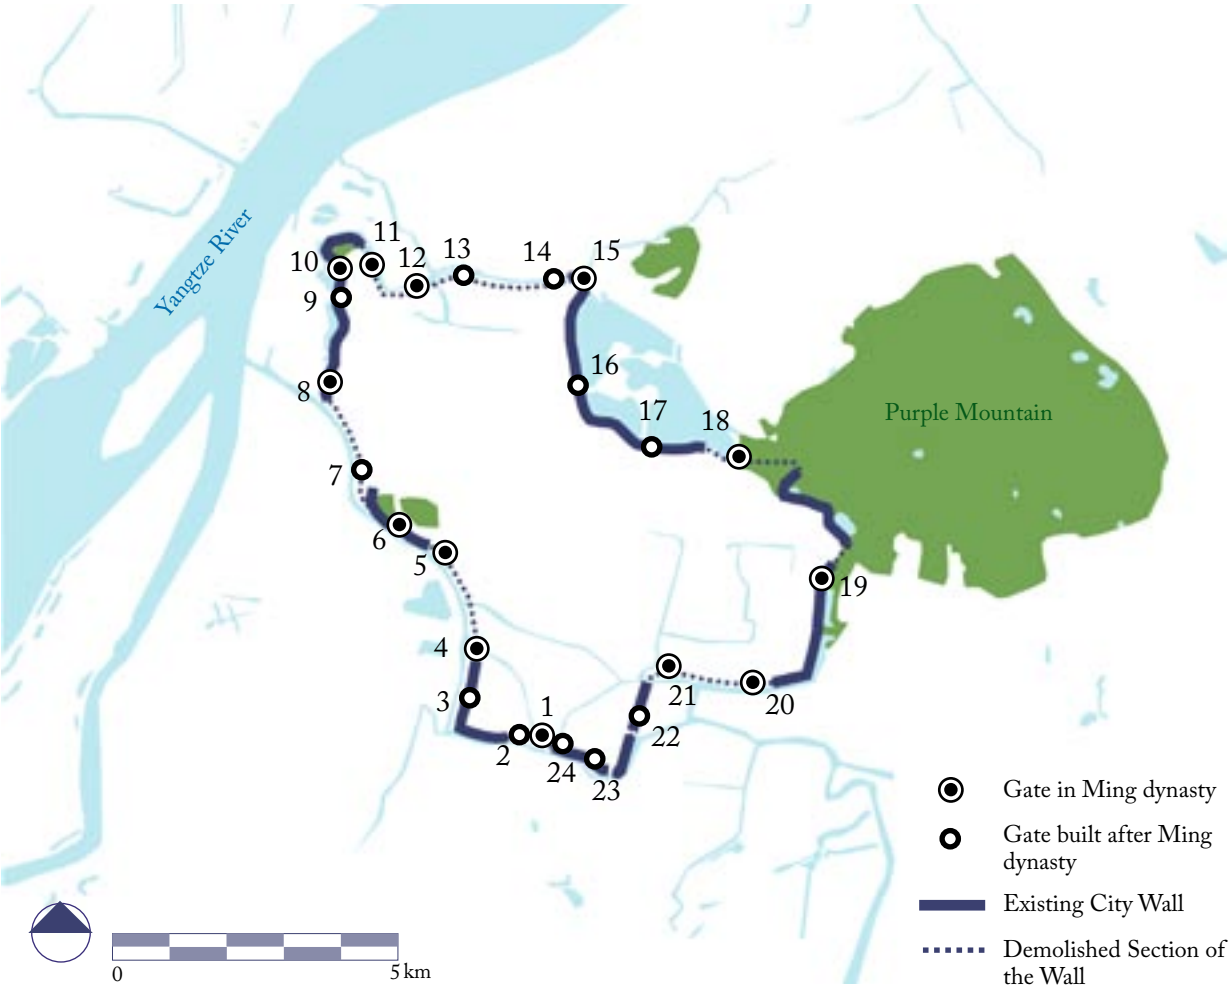 11
10
12
13
14
15
Yangtze River
9
16
8
17
18
Purple Mountain
7
6
5
19
4
3
1
21
20
2
22
24
23
Gate in Ming dynasty
Gate built after Ming
dynasty
Existing City Wall
Demolished Section of
the Wall
0
5 km